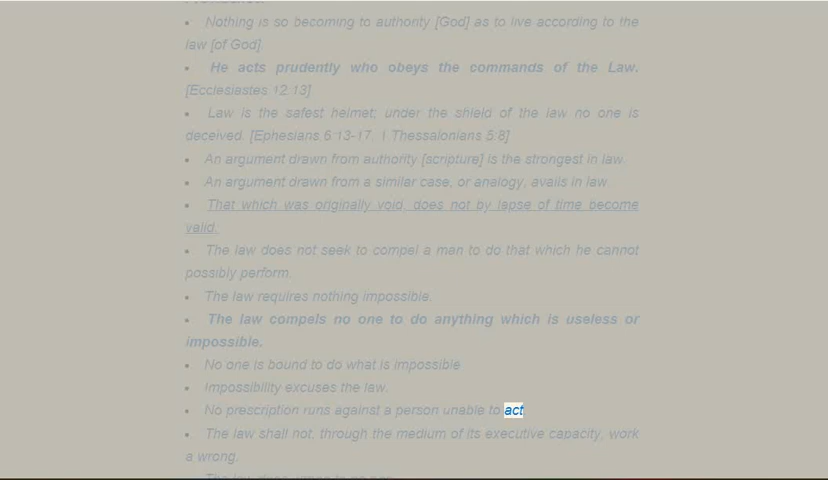 • Nothing is so becoming to authority [God] as to live according to the
law [of God]
• He acts prudently who obeys the commands of the Law.
[Ecclesiastes 12:13]
• Law is the safest helmet; under the shield of the law no one is
deceived. [Ephesians 6:13-17, 1 Thessalonians 5:8]
• An argument drawn from authority [scripture] is the strongest in law.
• An argument drawn from a similar case, or analogy, avails in law.
• That which was originally void, does not by lapse of time become
valid.
• The law does not seek to compel a man to do that which he cannot
possibly perform.
• The law requires nothing impossible.
• The law compels no one to do anything which is useless or
impossible.
• No one is bound to do what is impossible
• Impossibility excuses the law.
• No prescription runs against a person unable to act
• The law shall not, through the medium of its executive capacity, work
a wrong.